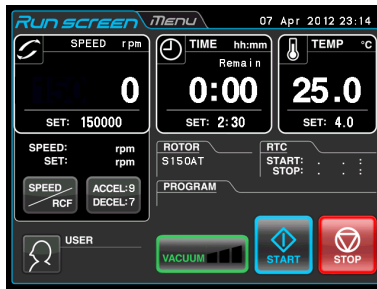 Run screen MENU 07 Apr 2012 23:14
SPEED rpm
0
SET: 150000
TIME hh:mm
Remain
0:00
SET: 2:30
TEMP °C
25.0
SET: 4.0
SPEED: rpm
SET: rpm
SPEED/RCF
ACCEL:9
DECEL:7
ROTOR
S150AT
RTC
START: . . :
STOP: . . :
PROGRAM
USER
VACUUM
START
STOP